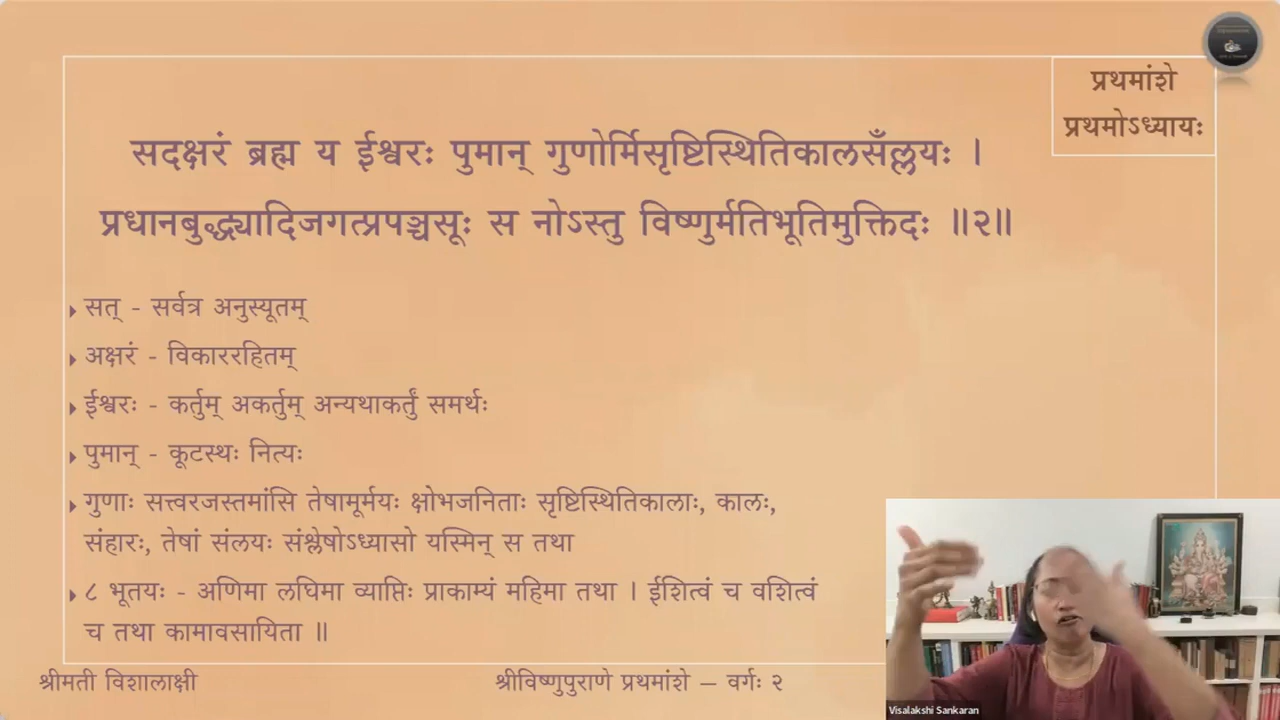 प्रथमांशे
प्रथमोऽध्यायः
सदक्षरं ब्रह्म य ईश्वरः पुमान् गुणोर्मिसृष्टिस्थितिकालसँल्लयः ।
प्रधानबुद्ध्यादिजगत्प्रपञ्चसूः स नोऽस्तु विष्णुर्मतिभूतिमुक्तिदः ॥२॥
सत् - सर्वत्र अनुस्यूतम्
अक्षरं - विकाररहितम्
ईश्वरः - कर्तुम् अकर्तुम् अन्यथाकर्तुं समर्थः
पुमान् - कूटस्थः नित्यः
गुणाः सत्त्वरजस्तमांसि तेषामूर्मयः क्षोभजनिताः सृष्टिस्थितिकालाः, कालः,
संहारः, तेषां संलयः संश्लेषोऽध्यासो यस्मिन् स तथा
८ भूतयः - अणिमा लघिमा व्याप्तिः प्राकाम्यं महिमा तथा । ईशित्वं च वशित्वं
च तथा कामावसायिता ॥
श्रीमती विशालाक्षी
श्रीविष्णुपुराणे प्रथमांशे – वर्गः २
Visalakshi Sankaran